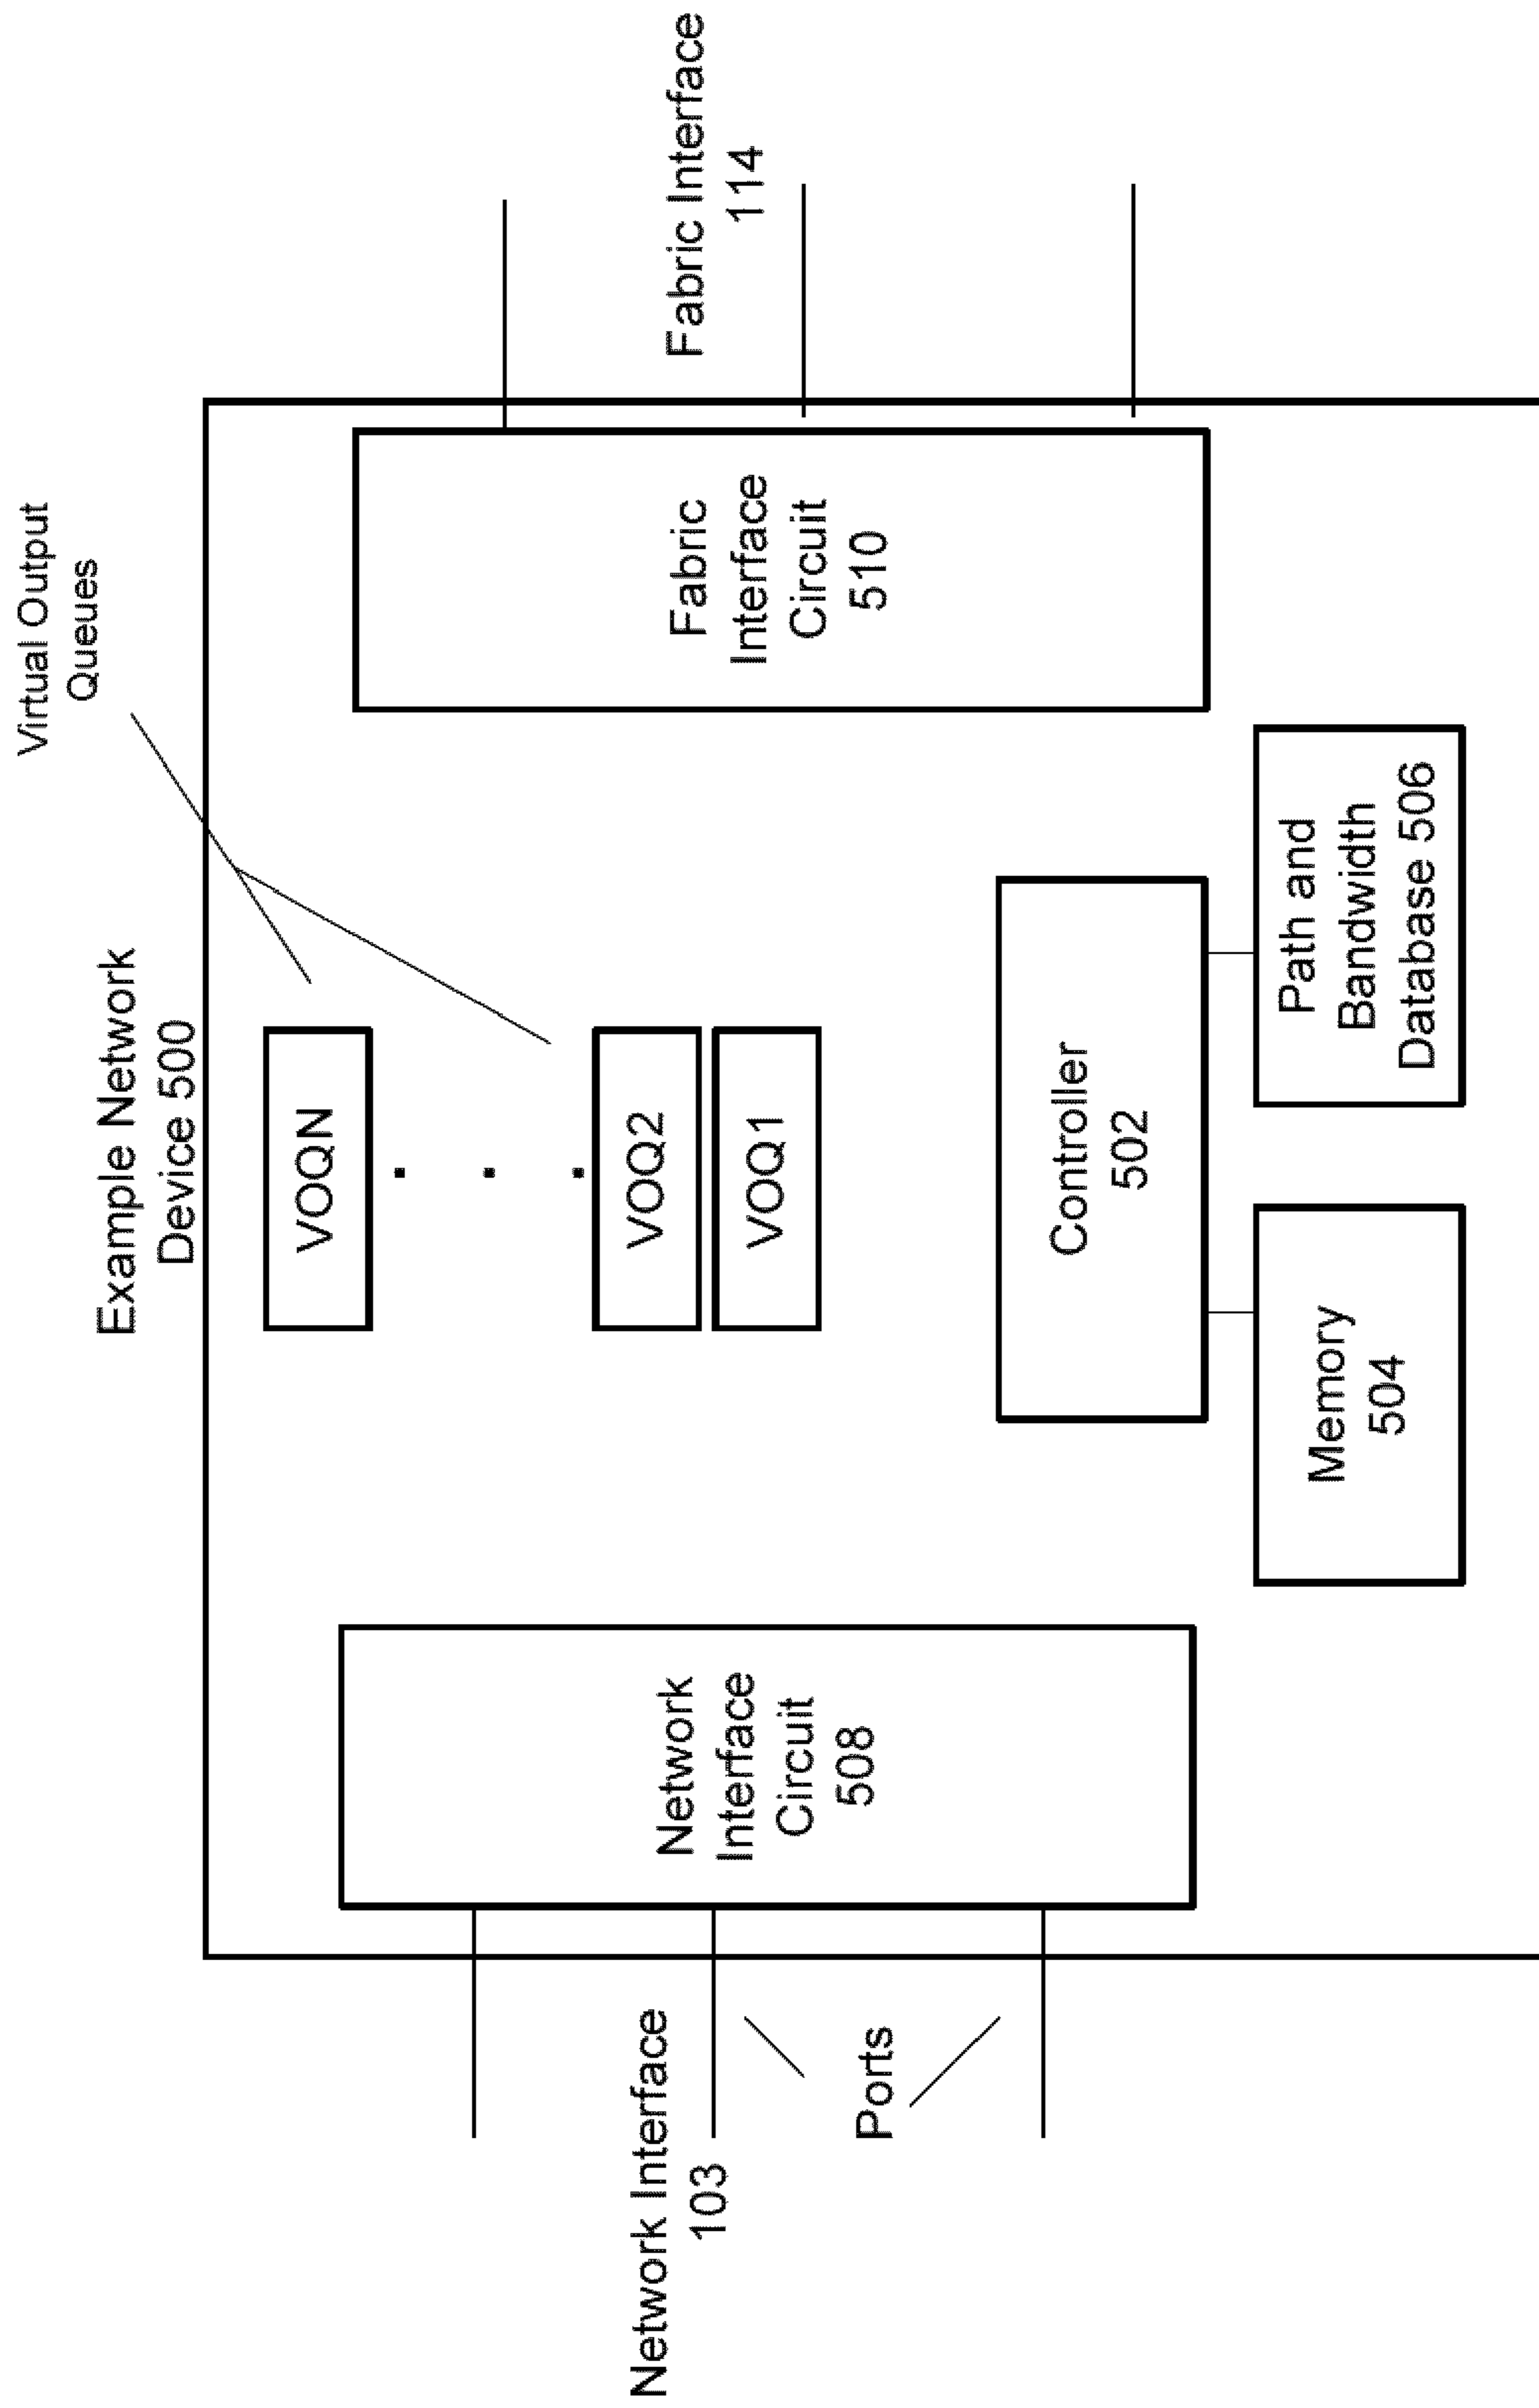 Virtual Output
Queues
Example Network
Device 500
VOQN
VOQ2
VOQ1
Network Interface
103
Ports
Network
Interface
Circuit
508
Fabric
Interface
Circuit
510
Fabric Interface
114
Controller
502
Memory
504
Path and
Bandwidth
Database 506